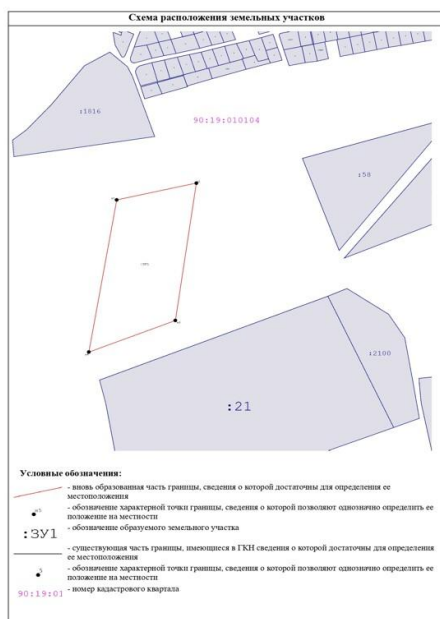 Схема расположения земельных участков
:1816
90:19:010104
:58
:2100
:21
Условные обозначения:
- вновь образованная часть границы, сведения о которой достаточны для определения ее
местоположения
- обозначение характерной точки границы, сведения о которой позволяют однозначно определить ее
положение на местности
:ЗУ1 - обозначение образуемого земельного участка
- существующая часть границы, имеющиеся в ГКН сведения о которой достаточны для определения
ее местоположения
- обозначение характерной точки границы, сведения о которой позволяют однозначно определить ее
положение на местности
90:19:01 - номер кадастрового квартала